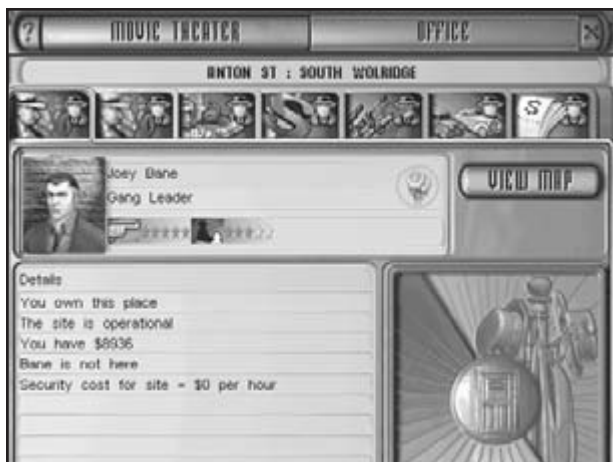 ?
MOVIE THEATER
OFFICE
X
ANTON ST : SOUTH WOLRIDGE
S
Joey Bane
Gang Leader
VIEW MAP
Details
You own this place
The site is operational
You have $8936
Bane is not here
Security cost for site = $0 per hour